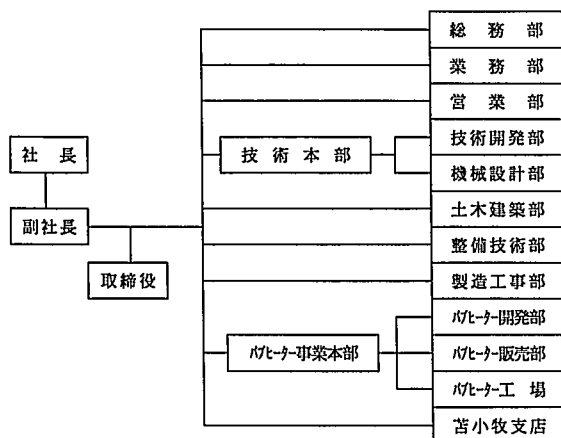 総務部
業務部
営業部
社長
技術本部
技術開発部
機械設計部
副社長
土木建築部
整備技術部
取締役
製造工事部
バブヒーター開発部
バブヒーター事業本部
バブヒーター販売部
バブヒーター工場
苫小牧支店